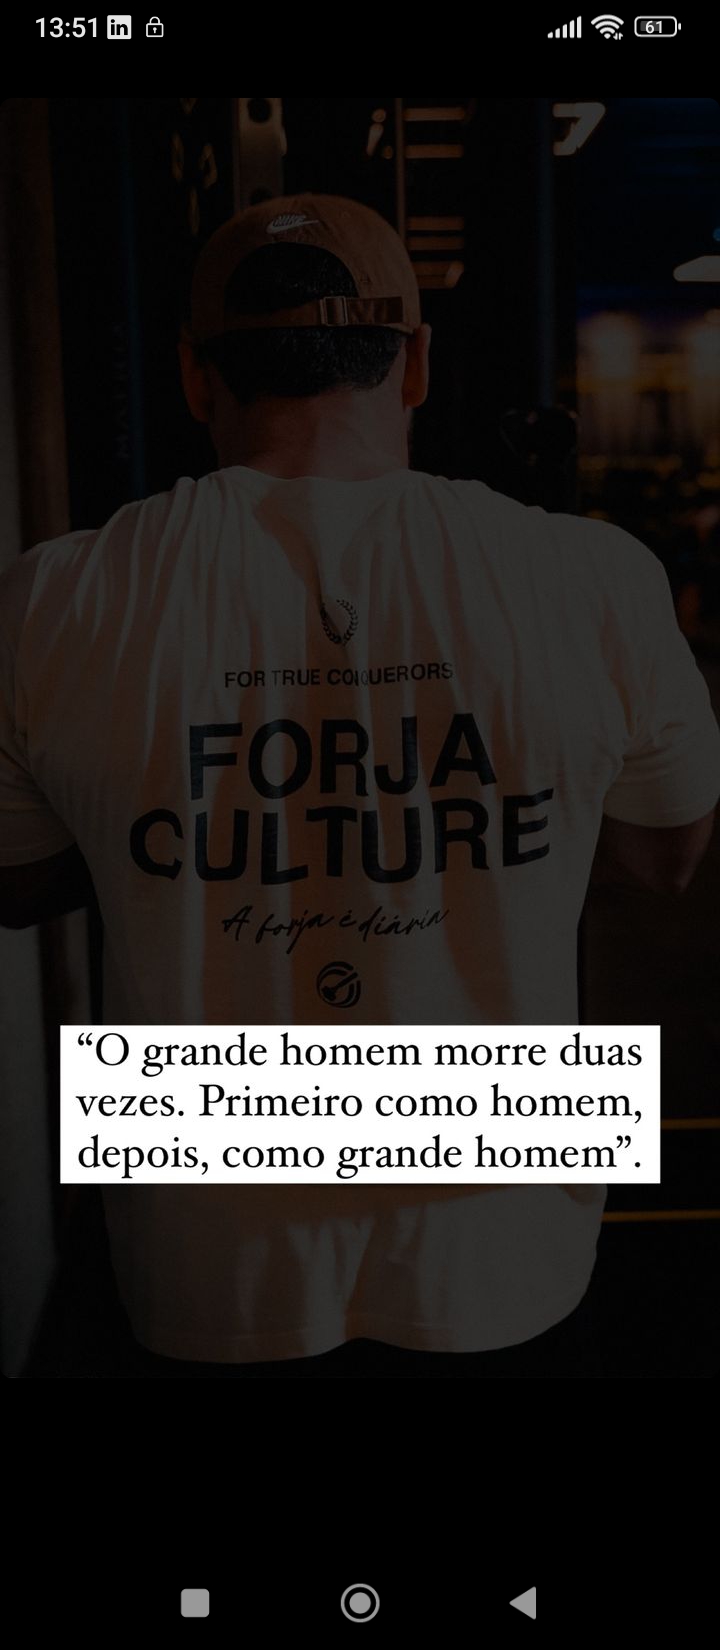 13:51 in
61
FOR TRUE CONQUERORS
FORJA
CULTURE
A forja é diária
“O grande homem morre duas
vezes. Primeiro como homem,
depois, como grande homem”.